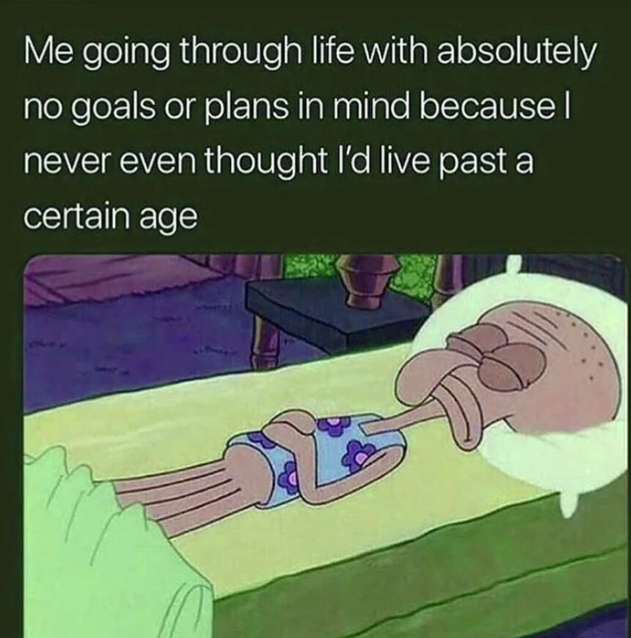 Me going through life with absolutely
no goals or plans in mind because I
never even thought I'd live past a
certain age